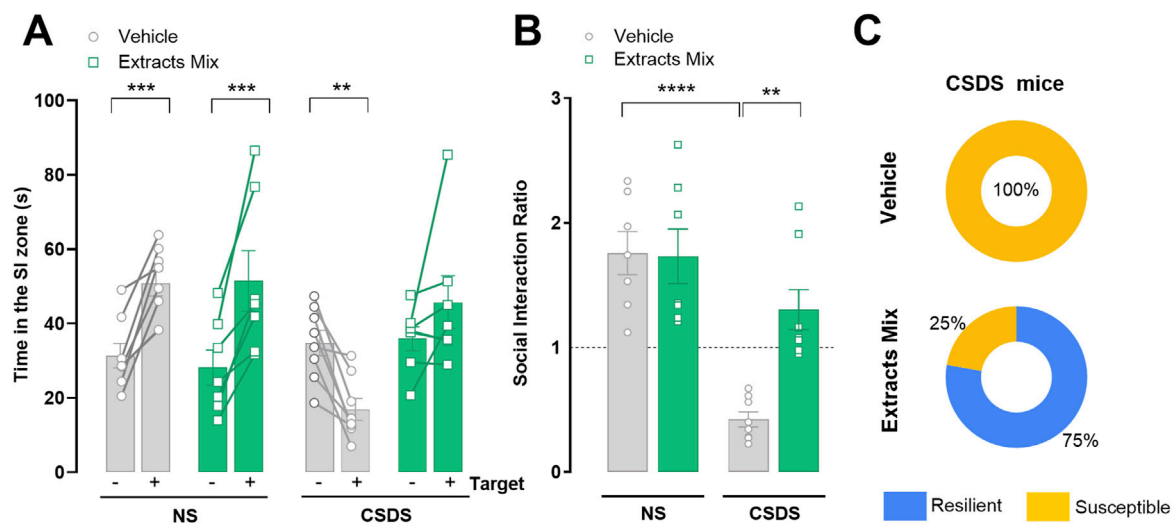 A
Vehicle
Extracts Mix
*** *** **
Time in the SI zone (s)
100
80
60
40
20
0
- + - + - + - + Target
NS CSDS
B
Vehicle
Extracts Mix
**** **
Social Interaction Ratio
3
2
1
0
NS CSDS
C
CSDS mice
Vehicle
100%
Extracts Mix
25%
75%
Resilient Susceptible